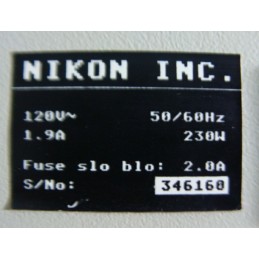 NIKON INC.
120V~ 50/60Hz
1.9A 230W
Fuse slo blo: 2.0A
S/No: 346160